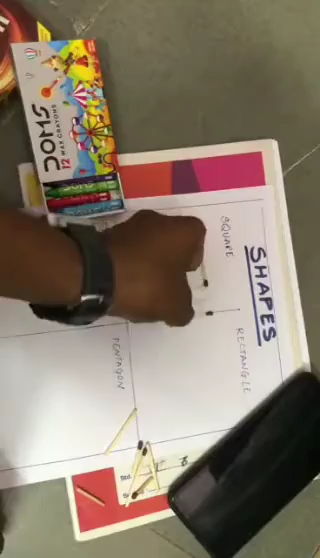 SHAPES
SQUARE
RECTANGLE
PENTAGON
DOMS
12 WAX CRAYONS